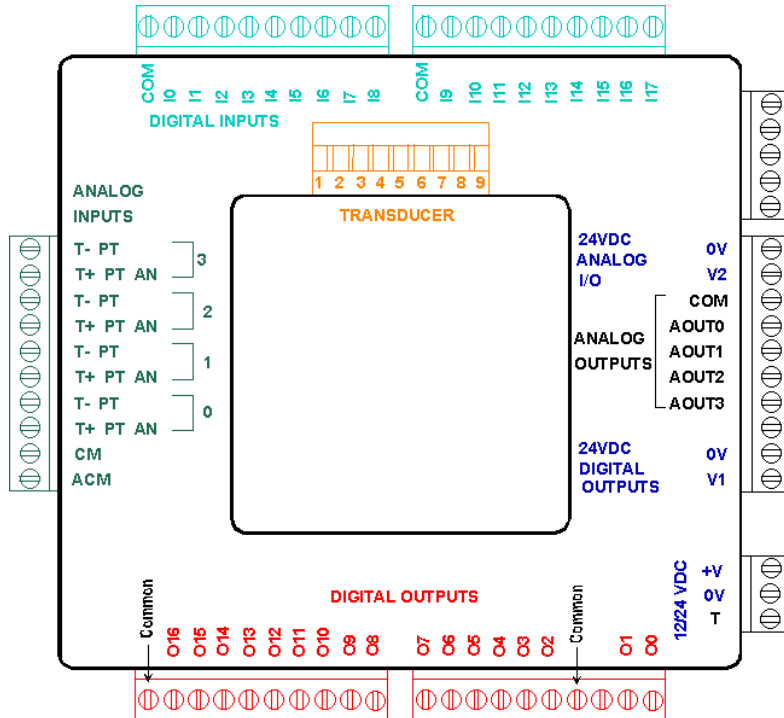 COM I0 I1 I2 I3 I4 I5 I6 I7 I8 COM I9 I10 I11 I12 I13 I14 I15 I16 I17
DIGITAL INPUTS
1 2 3 4 5 6 7 8 9
TRANSDUCER
ANALOG
INPUTS
T- PT
T+ PT AN
3
T- PT
T+ PT AN
2
T- PT
T+ PT AN
1
T- PT
T+ PT AN
0
CM
ACM
24VDC
ANALOG
I/O
0V
V2
ANALOG
OUTPUTS
COM
AOUT0
AOUT1
AOUT2
AOUT3
24VDC
DIGITAL
OUTPUTS
0V
V1
12/24 VDC
+V
0V
T
DIGITAL OUTPUTS
Common O16 O15 O14 O13 O12 O11 O10 O9 O8 O7 O6 O5 O4 O3 O2 Common O1 O0